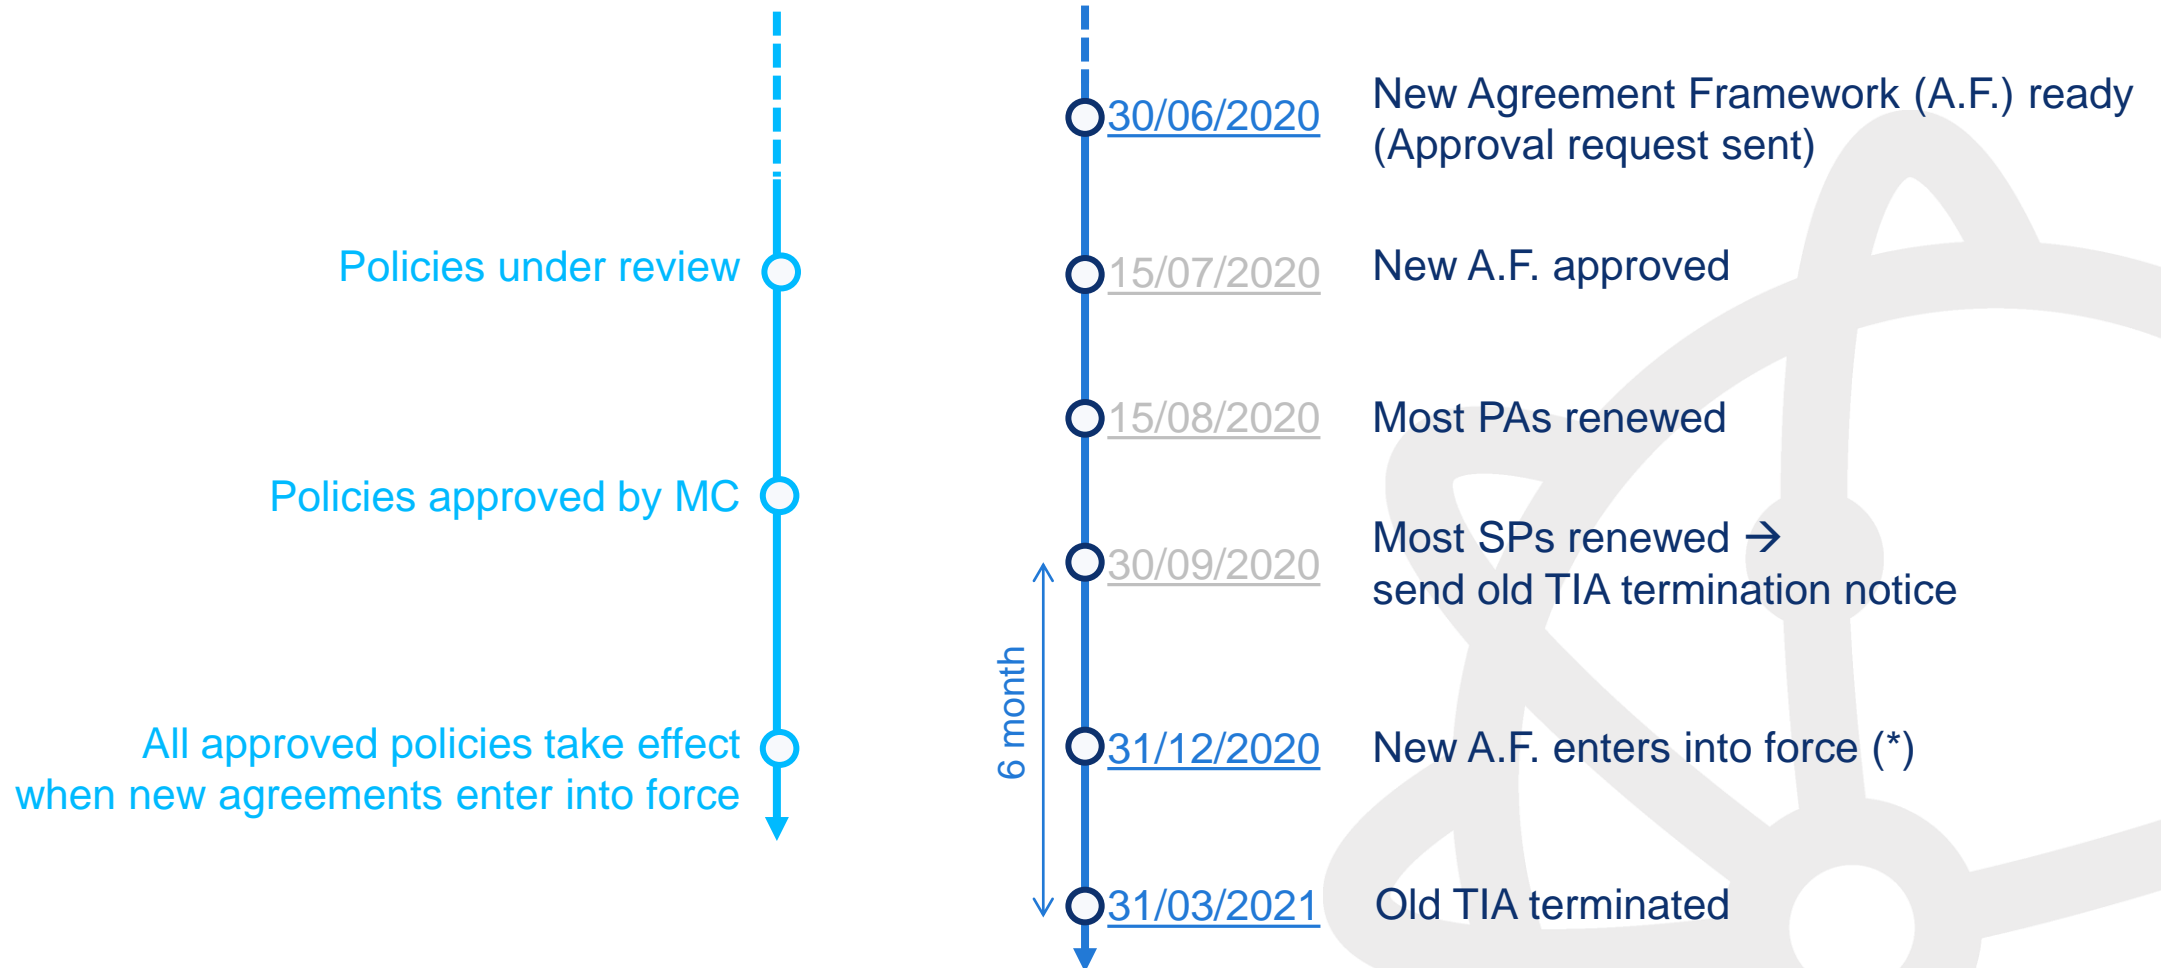 Policies under review
Policies approved by MC
All approved policies take effect
when new agreements enter into force
30/06/2020
New Agreement Framework (A.F.) ready
(Approval request sent)
15/07/2020
New A.F. approved
15/08/2020
Most PAs renewed
30/09/2020
Most SPs renewed →
send old TIA termination notice
6 month
31/12/2020
New A.F. enters into force (*)
31/03/2021
Old TIA terminated